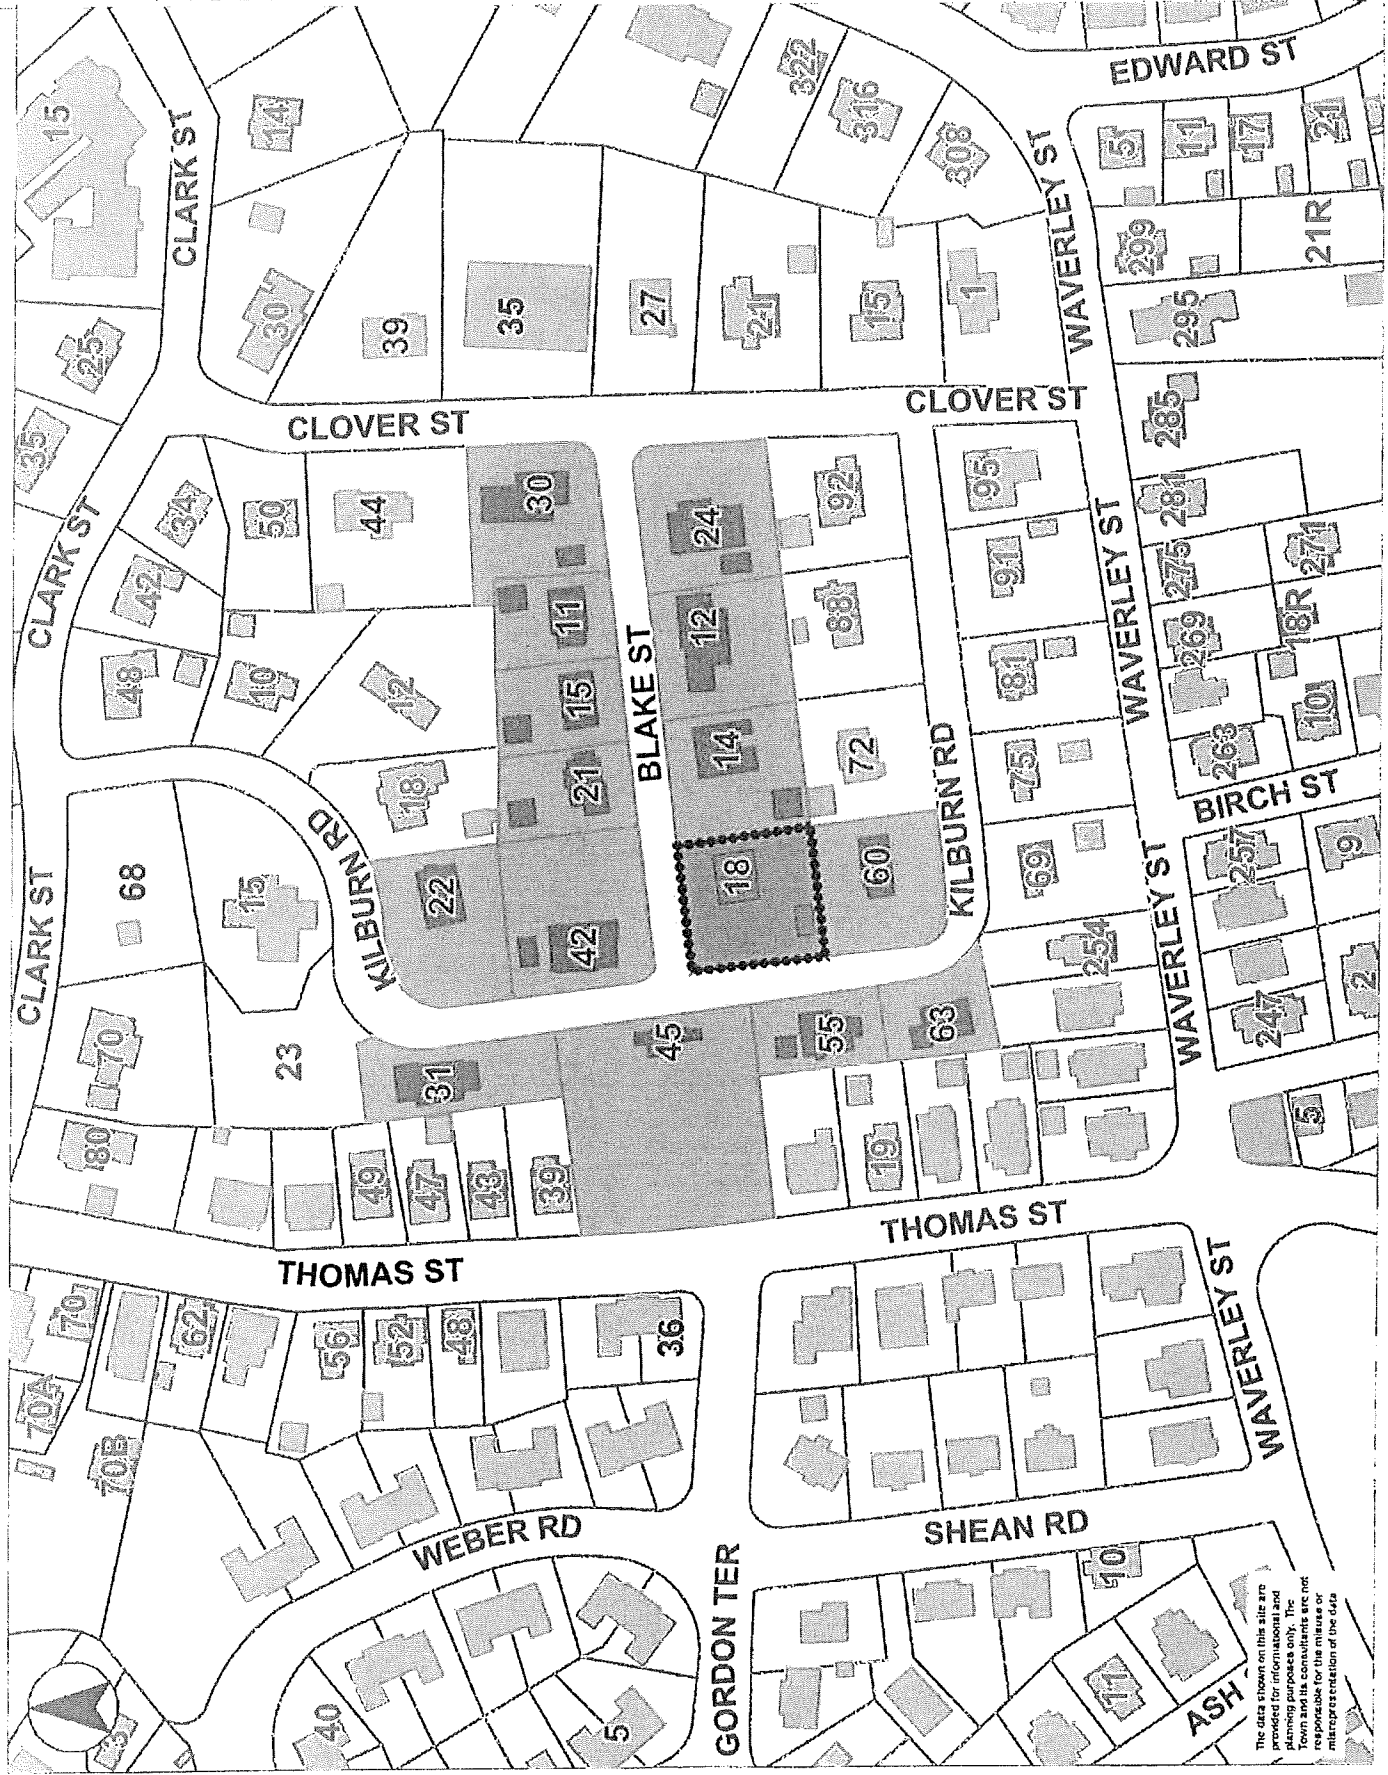 15
CLARK ST
14
25
30
35
39
35
27
21
15
1
322
316
308
EDWARD ST
WAVERLEY ST
5
11
17
21
299
21R
295
285
281
275
271
269
18R
263
10
CLOVER ST
CLOVER ST
CLARK ST
34
50
44
42
48
10
12
30
11
15
21
18
22
42
BLAKE ST
24
12
14
18
60
92
88
72
95
91
81
75
69
254
WAVERLEY ST
KILBURN RD
KILBURN RD
KILBURN RD
BIRCH ST
257
9
247
2
WAVERLEY ST
5
CLARK ST
68
15
70
23
80
31
45
55
63
49
47
43
39
19
THOMAS ST
THOMAS ST
70
62
56
52
48
36
70A
70B
WAVERLEY ST
WEBER RD
SHEAN RD
GORDON TER
10
11
ASH
40
5
The data shown on this site are
provided for informational and
planning purposes only. The
Town and its consultants are not
responsible for the misuse or
misrepresentation of the data